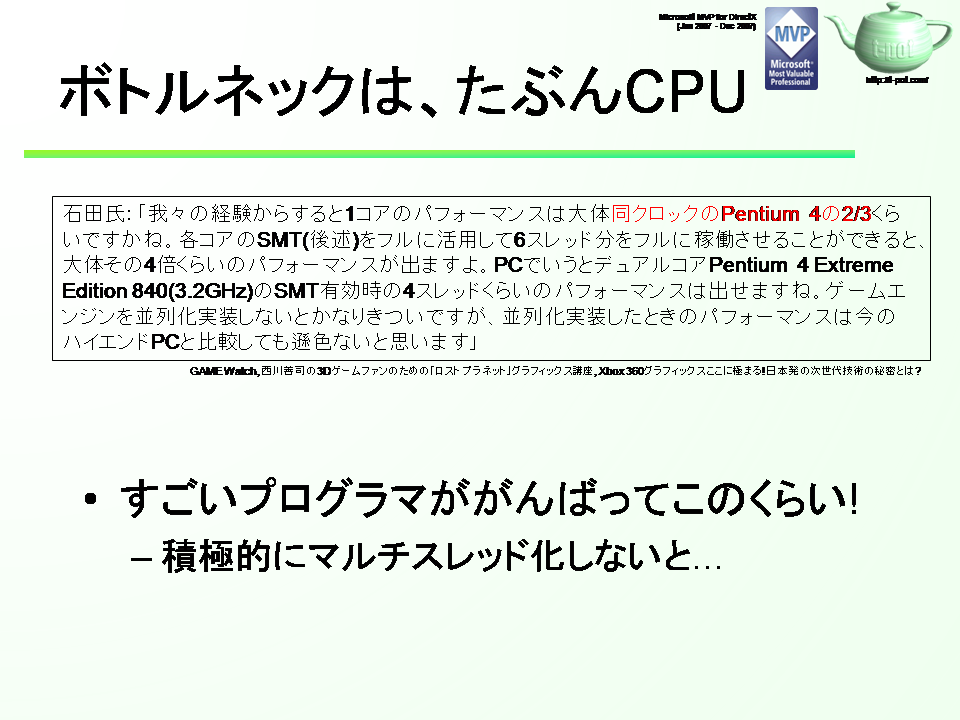 Microsoft MVP for DirectX
(Jan 2007 - Dec 2007)
MVP
Microsoft
Most Valuable
Professional
t-pot
http://t-pot.com/
ボトルネックは、たぶんCPU
石田氏: 「我々の経験からすると1コアのパフォーマンスは大体同クロックのPentium 4の2/3くら
いですかね。各コアのSMT(後述)をフルに活用して6スレッド分をフルに稼働させることができると、
大体その4倍くらいのパフォーマンスが出ますよ。PCでいうとデュアルコアPentium 4 Extreme
Edition 840(3.2GHz)のSMT有効時の4スレッドくらいのパフォーマンスは出せますね。ゲームエ
ンジンを並列化実装しないとかなりきついですが、並列化実装したときのパフォーマンスは今の
ハイエンドPCと比較しても遜色ないと思います」
GAME Watch, 西川善司の3Dゲームファンのための「ロスト プラネット」グラフィックス講座, Xbox 360グラフィックスここに極まる!!日本発の次世代技術の秘密とは?
• すごいプログラマががんばってこのくらい!
– 積極的にマルチスレッド化しないと…